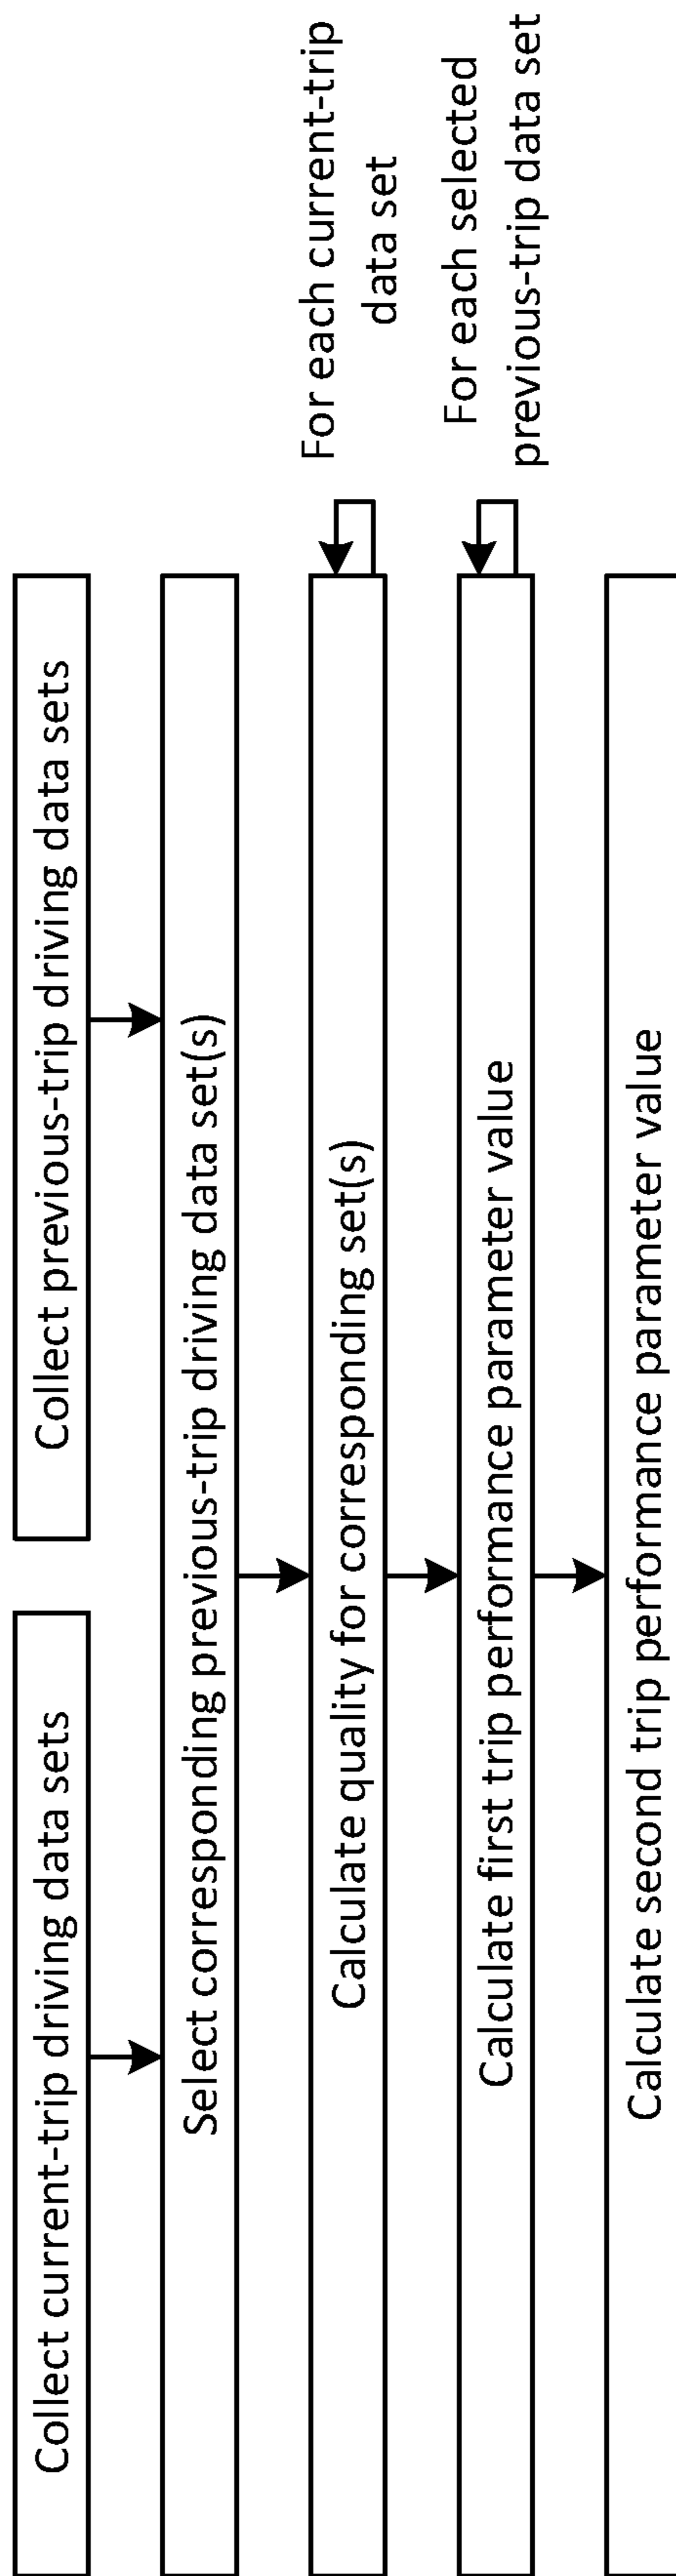 Collect current-trip driving data sets
Collect previous-trip driving data sets
Select corresponding previous-trip driving data set(s)
Calculate quality for corresponding set(s)
For each current-trip
data set
Calculate first trip performance parameter value
For each selected
previous-trip data set
Calculate second trip performance parameter value